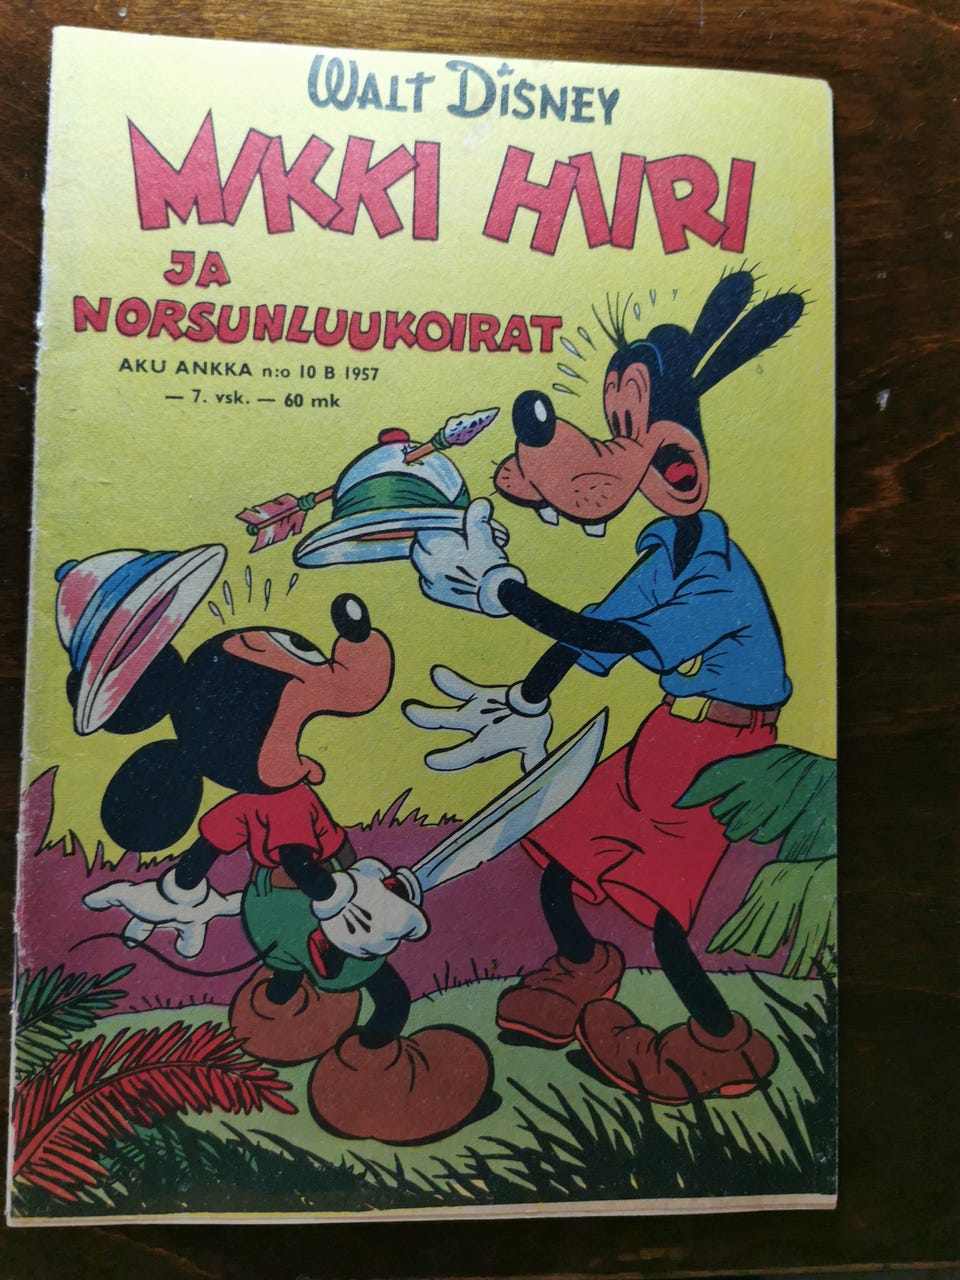 WALT DISNEY
MIKKI HIIRI
JA
NORSUNLUUKOIRAT
AKU ANKKA n:o 10 B 1957
— 7. vsk. — 60 mk